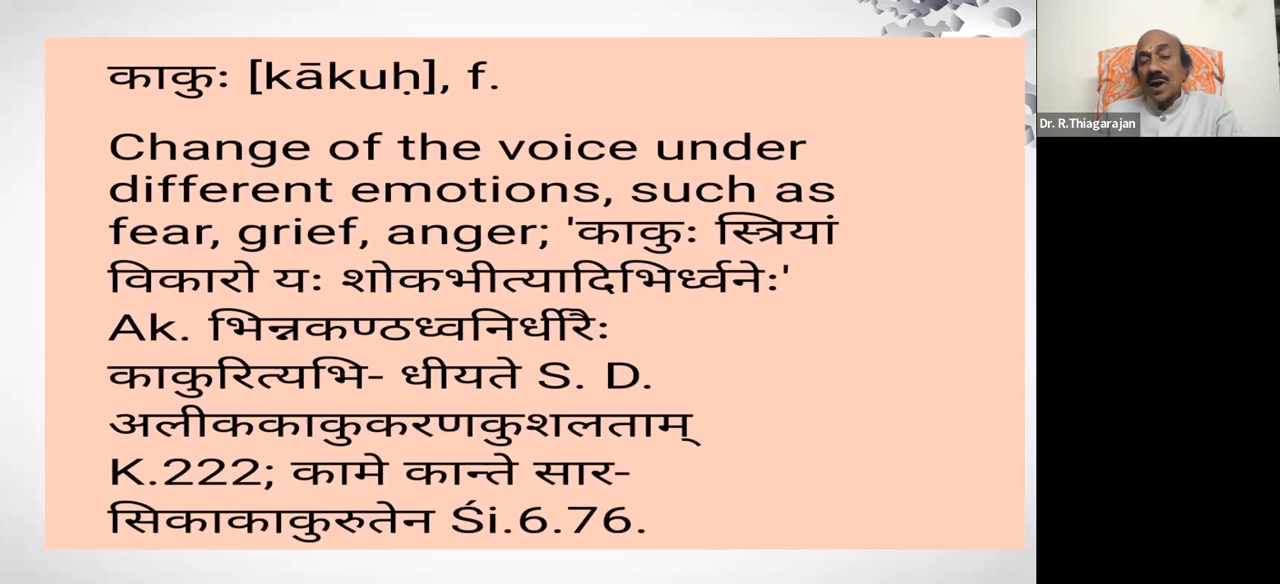 काकुः [kākuḥ], f.
Change of the voice under
different emotions, such as
fear, grief, anger; 'काकुः स्त्रियां
विकारो यः शोकभीत्यादिभिर्ध्वनेः'
Ak. भिन्नकण्ठध्वनिर्धीरैः
काकुरित्यभि- धीयते S. D.
अलीककाकुकरणकुशलताम्
K.222; कामे कान्ते सार-
सिकाकाकुरुतेन Śi.6.76.
Dr. R.Thiagarajan